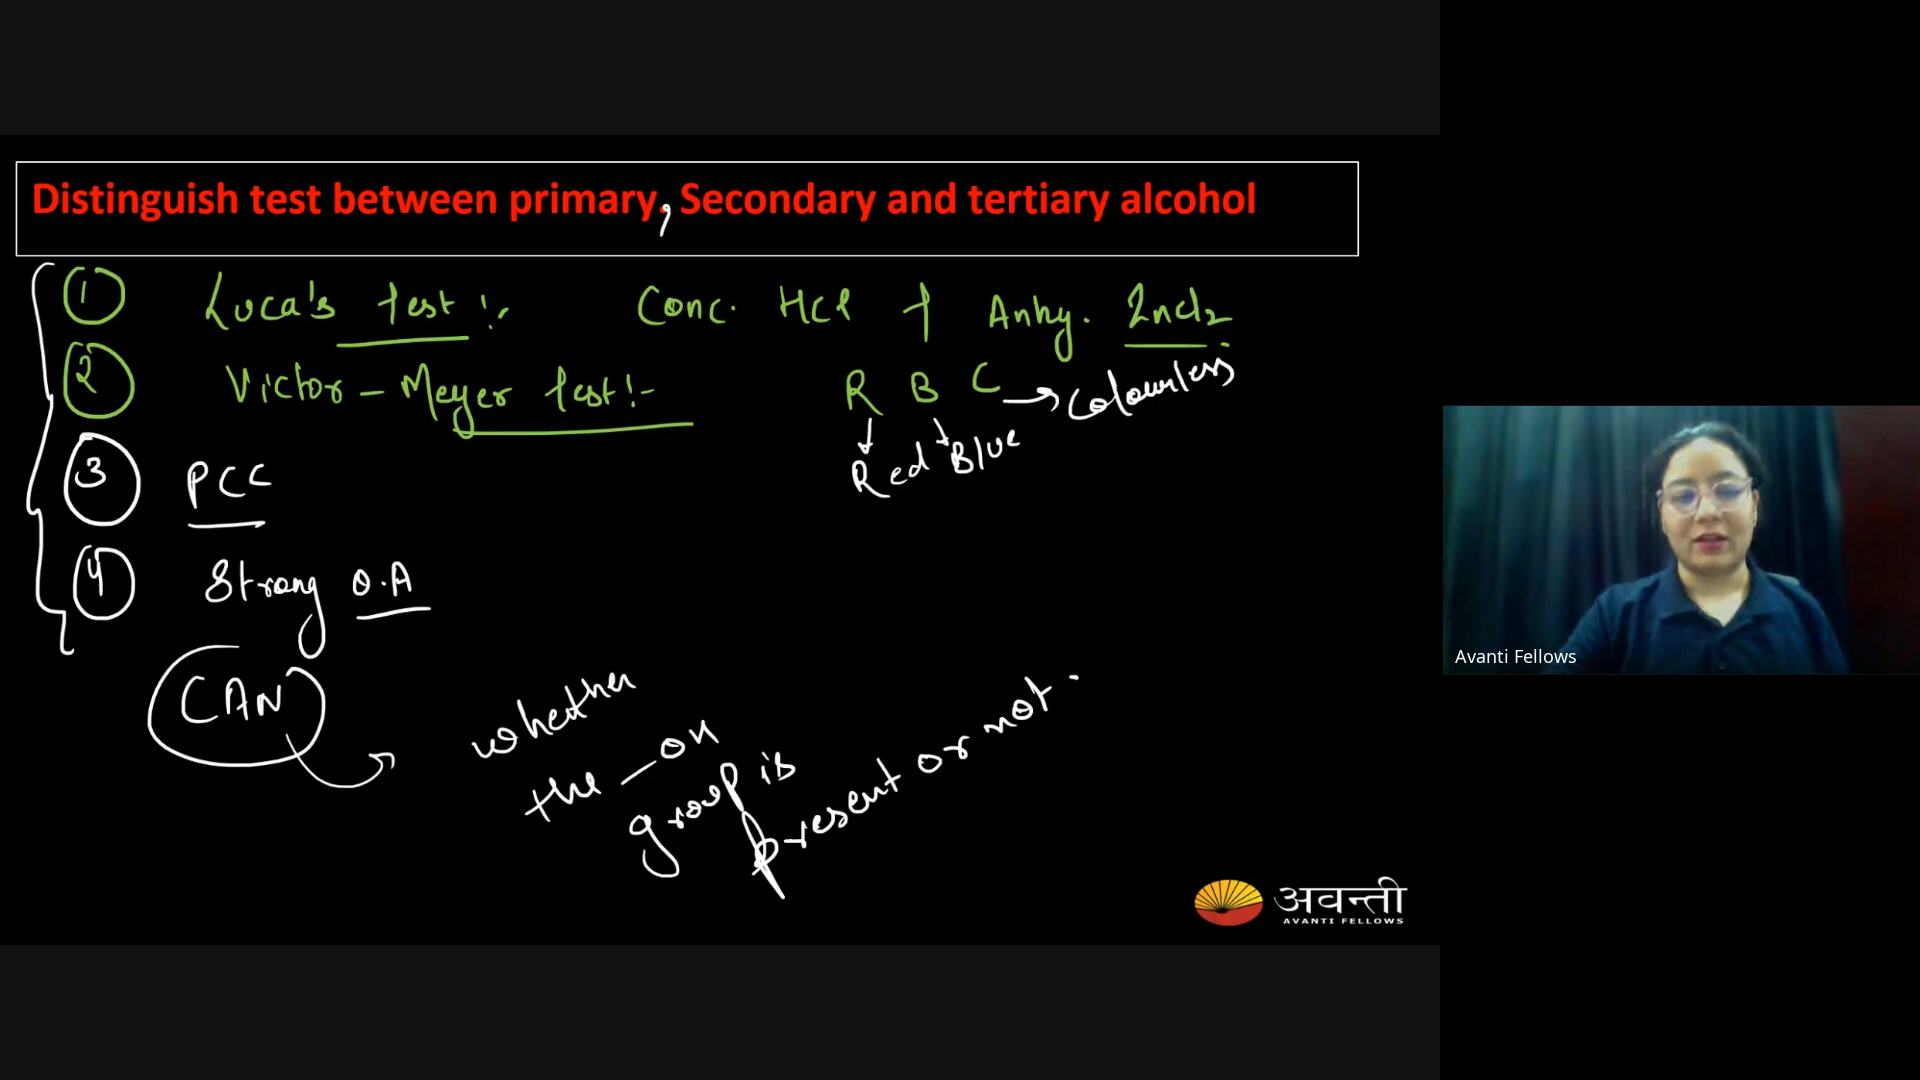 Distinguish test between primary, Secondary and tertiary alcohol
① Luca's test :- Conc. HCl + Anhy. ZnCl2
② Victor - Meyer test :- R B C → Colourless
Red Blue
③ PCC
④ Strong O.A
CAN
whether
the -OH
group is
present or not.
Avanti Fellows
अवन्ती
AVANTI FELLOWS